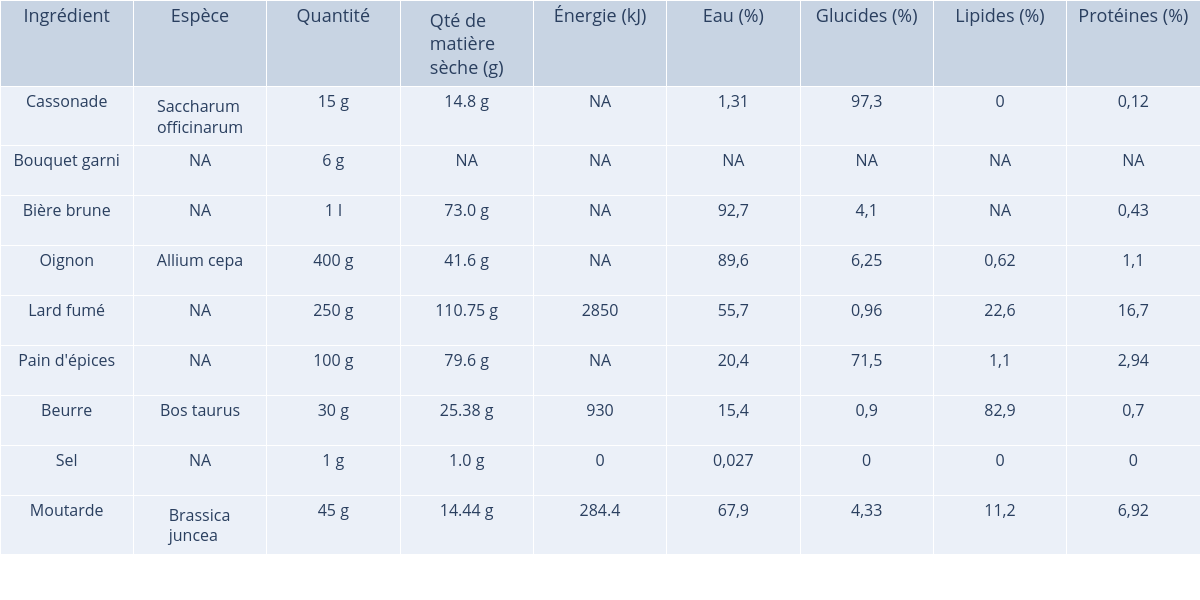 Ingrédient Espèce Quantité Qté de matière sèche (g) Énergie (kJ) Eau (%) Glucides (%) Lipides (%) Protéines (%)
Cassonade Saccharum officinarum 15 g 14.8 g NA 1,31 97,3 0 0,12
Bouquet garni NA 6 g NA NA NA NA NA NA
Bière brune NA 1 l 73.0 g NA 92,7 4,1 NA 0,43
Oignon Allium cepa 400 g 41.6 g NA 89,6 6,25 0,62 1,1
Lard fumé NA 250 g 110.75 g 2850 55,7 0,96 22,6 16,7
Pain d'épices NA 100 g 79.6 g NA 20,4 71,5 1,1 2,94
Beurre Bos taurus 30 g 25.38 g 930 15,4 0,9 82,9 0,7
Sel NA 1 g 1.0 g 0 0,027 0 0 0
Moutarde Brassica juncea 45 g 14.44 g 284.4 67,9 4,33 11,2 6,92